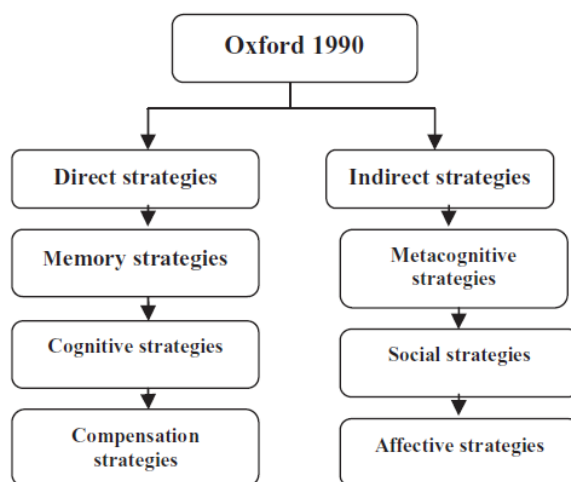 Oxford 1990
Direct strategies
Indirect strategies
Memory strategies
Metacognitive
strategies
Cognitive strategies
Social strategies
Compensation
strategies
Affective strategies